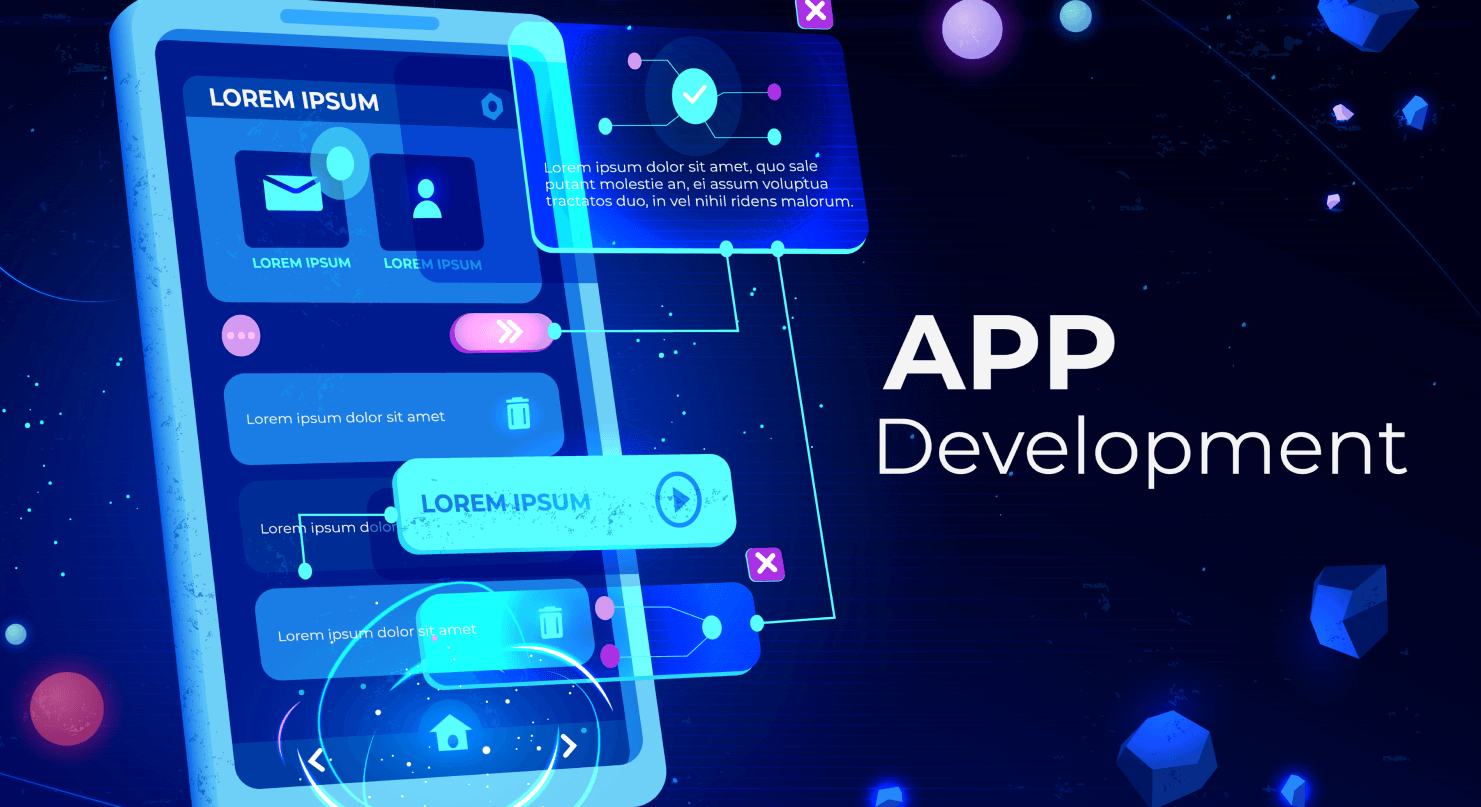 LOREM IPSUM
LOREM IPSUM
LOREM IPSUM
Lorem ipsum dolor sit amet, quo sale
putant molestie an, ei assum voluptua
tractatos duo, in vel nihil ridens malorum.
Lorem ipsum dolor sit amet
LOREM IPSUM
Lorem ipsum dolor
Lorem ipsum dolor sit amet
APP
Development